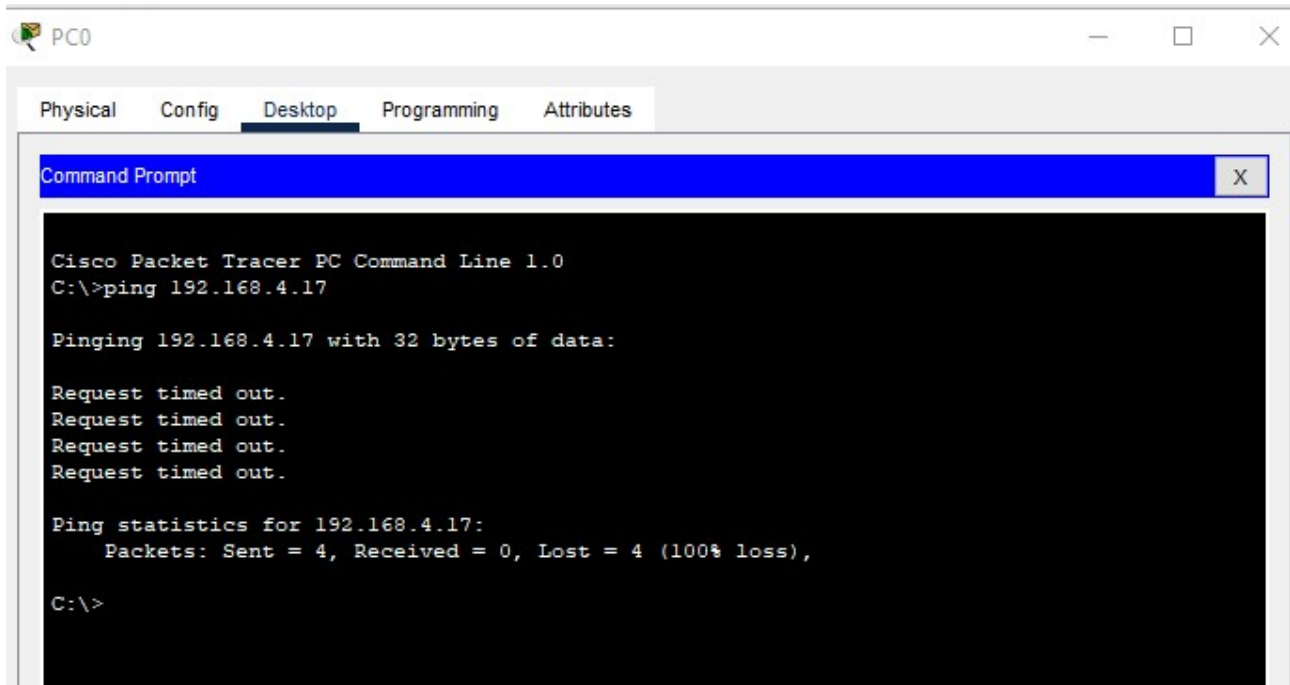 PC0
Physical Config Desktop Programming Attributes
Command Prompt X
Cisco Packet Tracer PC Command Line 1.0
C:\>ping 192.168.4.17
Pinging 192.168.4.17 with 32 bytes of data:
Request timed out.
Request timed out.
Request timed out.
Request timed out.
Ping statistics for 192.168.4.17:
Packets: Sent = 4, Received = 0, Lost = 4 (100% loss),
C:\>